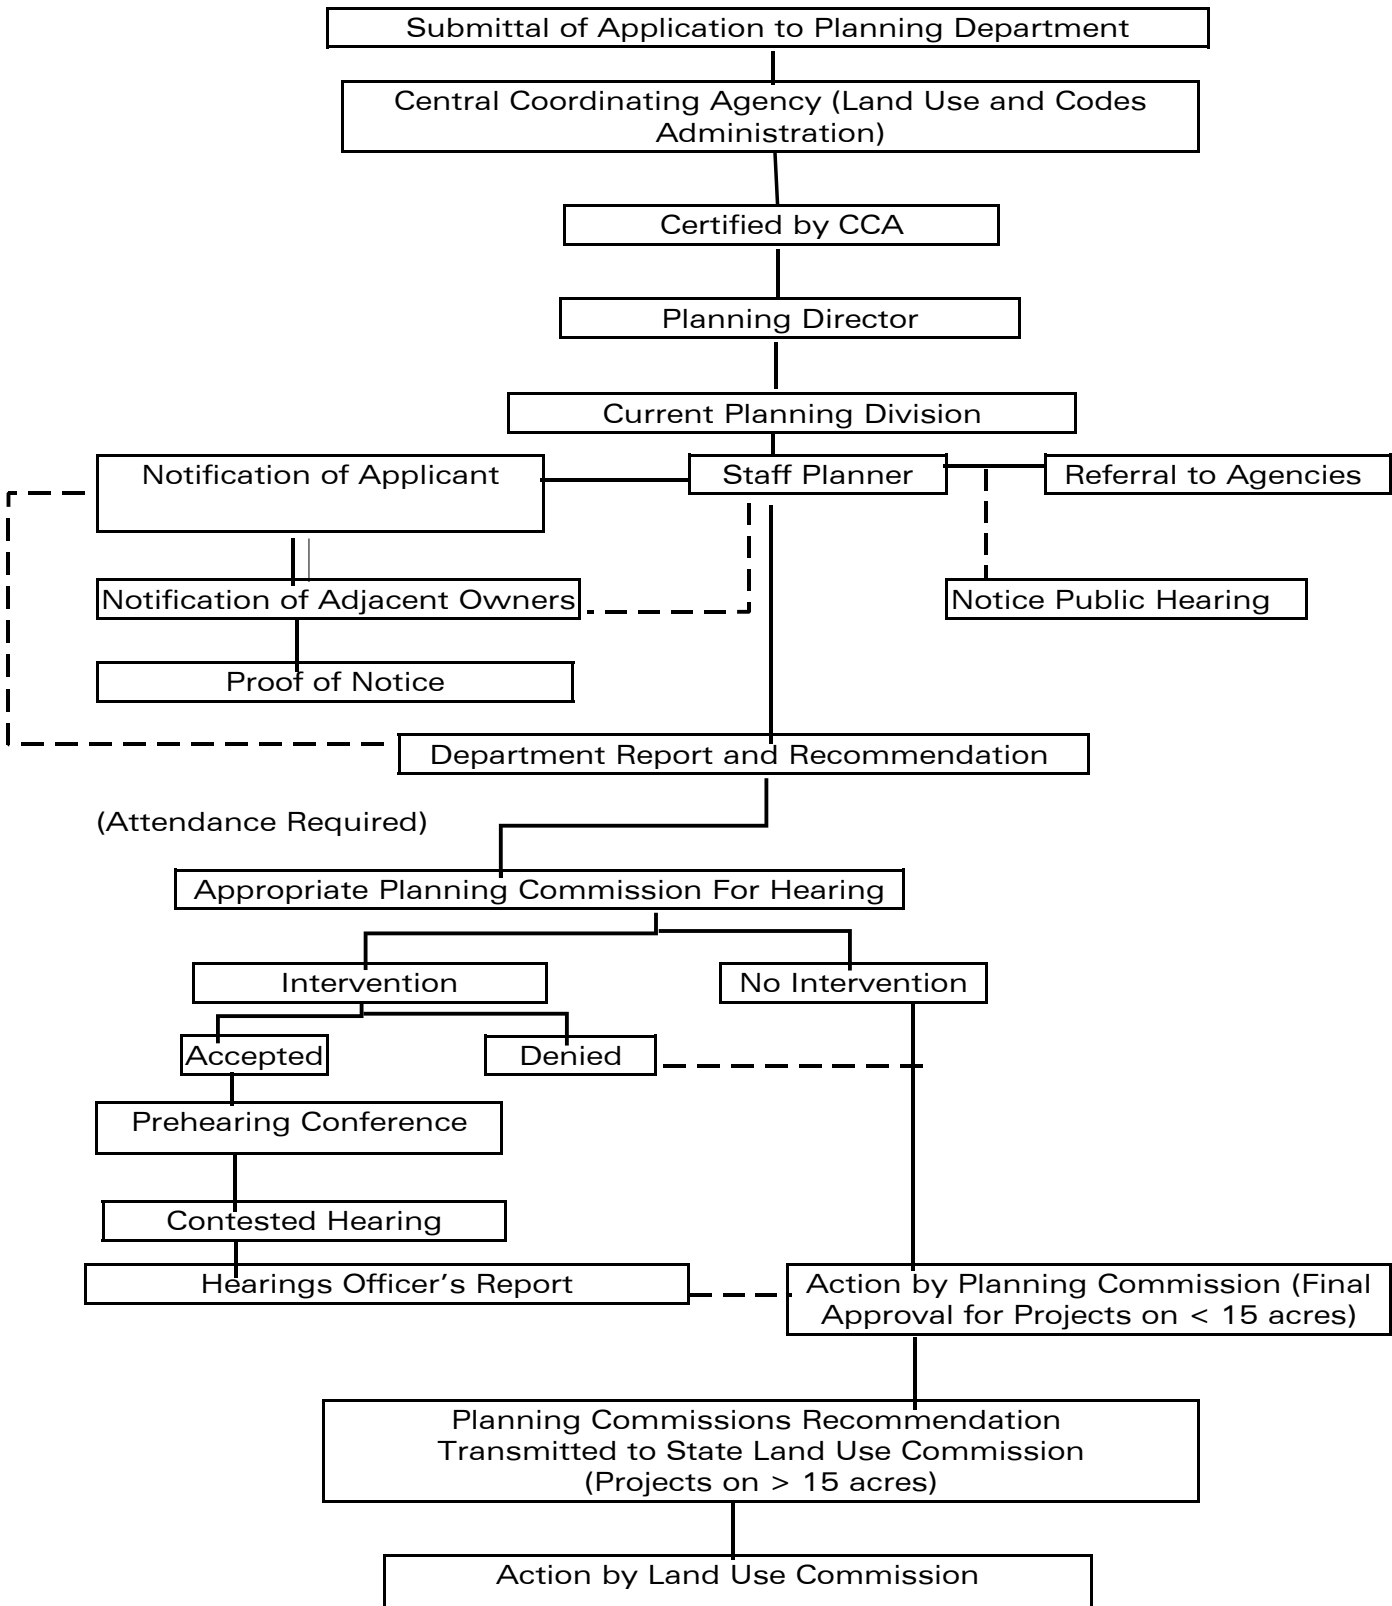 Submittal of Application to Planning Department
Central Coordinating Agency (Land Use and Codes
Administration)
Certified by CCA
Planning Director
Current Planning Division
Notification of Applicant
Staff Planner
Referral to Agencies
Notification of Adjacent Owners
Notice Public Hearing
Proof of Notice
Department Report and Recommendation
(Attendance Required)
Appropriate Planning Commission For Hearing
Intervention
No Intervention
Accepted
Denied
Prehearing Conference
Contested Hearing
Hearings Officer’s Report
Action by Planning Commission (Final
Approval for Projects on < 15 acres)
Planning Commissions Recommendation
Transmitted to State Land Use Commission
(Projects on > 15 acres)
Action by Land Use Commission